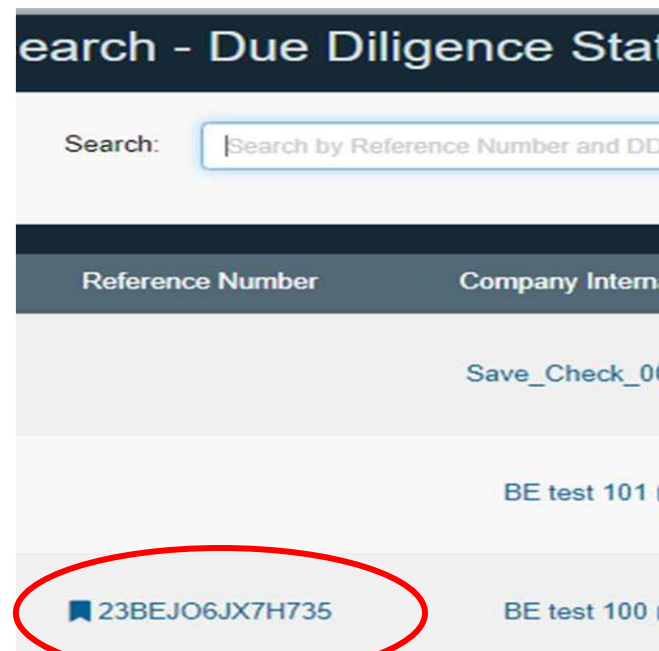 earch - Due Diligence Stat
Search: Search by Reference Number and DD
Reference Number Company Interna
Save_Check_00
BE test 101
23BEJO6JX7H735 BE test 100